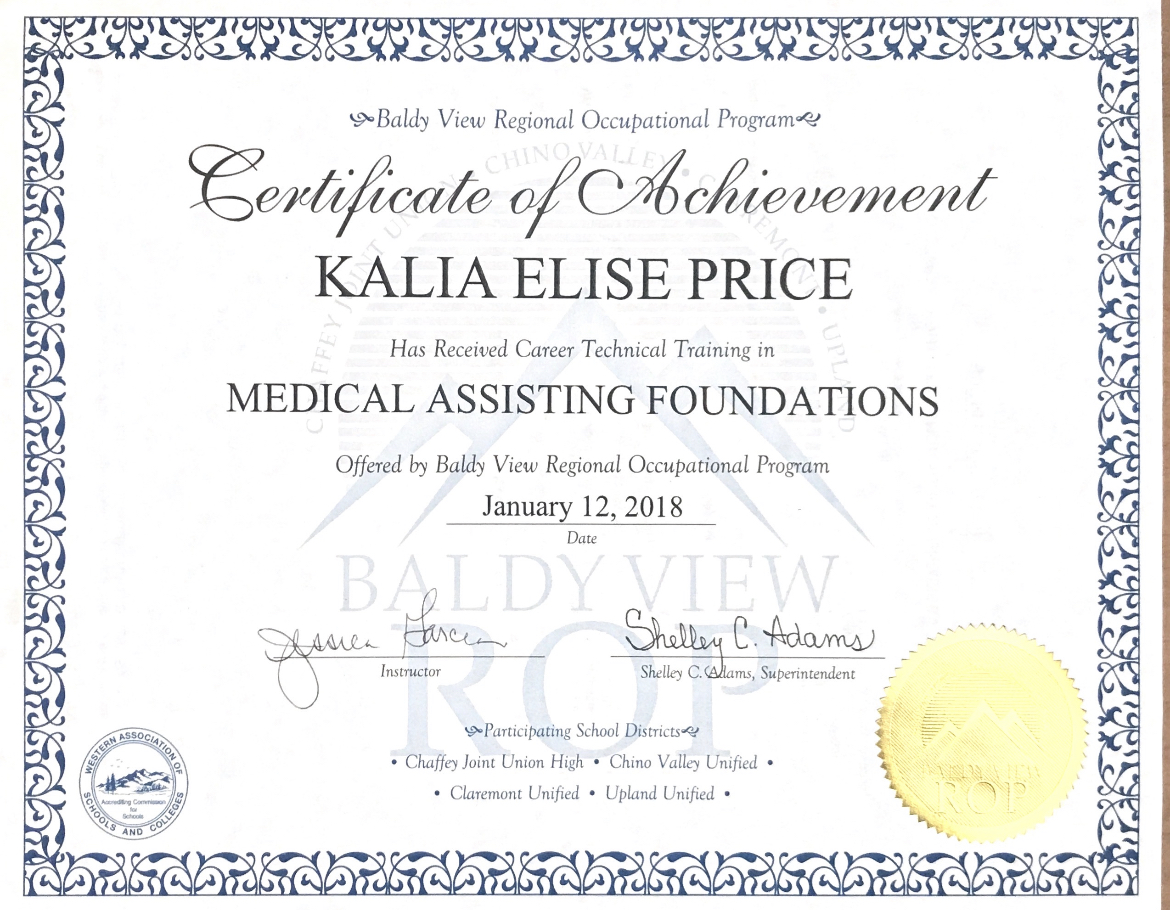 Baldy View Regional Occupational Program
Certificate of Achievement
KALIA ELISE PRICE
Has Received Career Technical Training in
MEDICAL ASSISTING FOUNDATIONS
Offered by Baldy View Regional Occupational Program
January 12, 2018
Date
CHAFFEY JOINT UNION • CHINO VALLEY • CLAREMONT • UPLAND
BALDY VIEW
ROP
Jessica Garcia
Instructor
Shelley C. Adams
Shelley C. Adams, Superintendent
Participating School Districts
• Chaffey Joint Union High • Chino Valley Unified •
• Claremont Unified • Upland Unified •
WESTERN ASSOCIATION OF
SCHOOLS AND COLLEGES
Accrediting Commission
for
Schools
BALDY VIEW
ROP